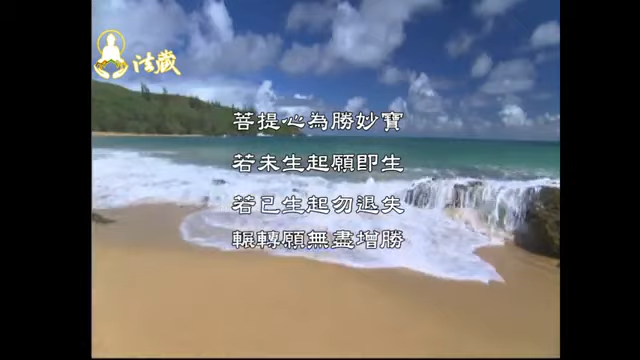 法藏
菩提心為勝妙寶
若未生起願即生
若已生起勿退失
輾轉願無盡增勝